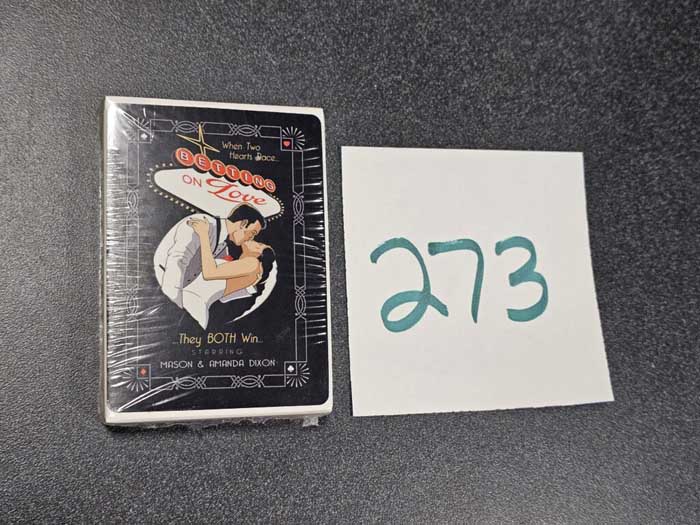 When Two
Hearts Race...
BETTING
ON Love
...They BOTH Win...
STARRING
MASON & AMANDA DIXON
273